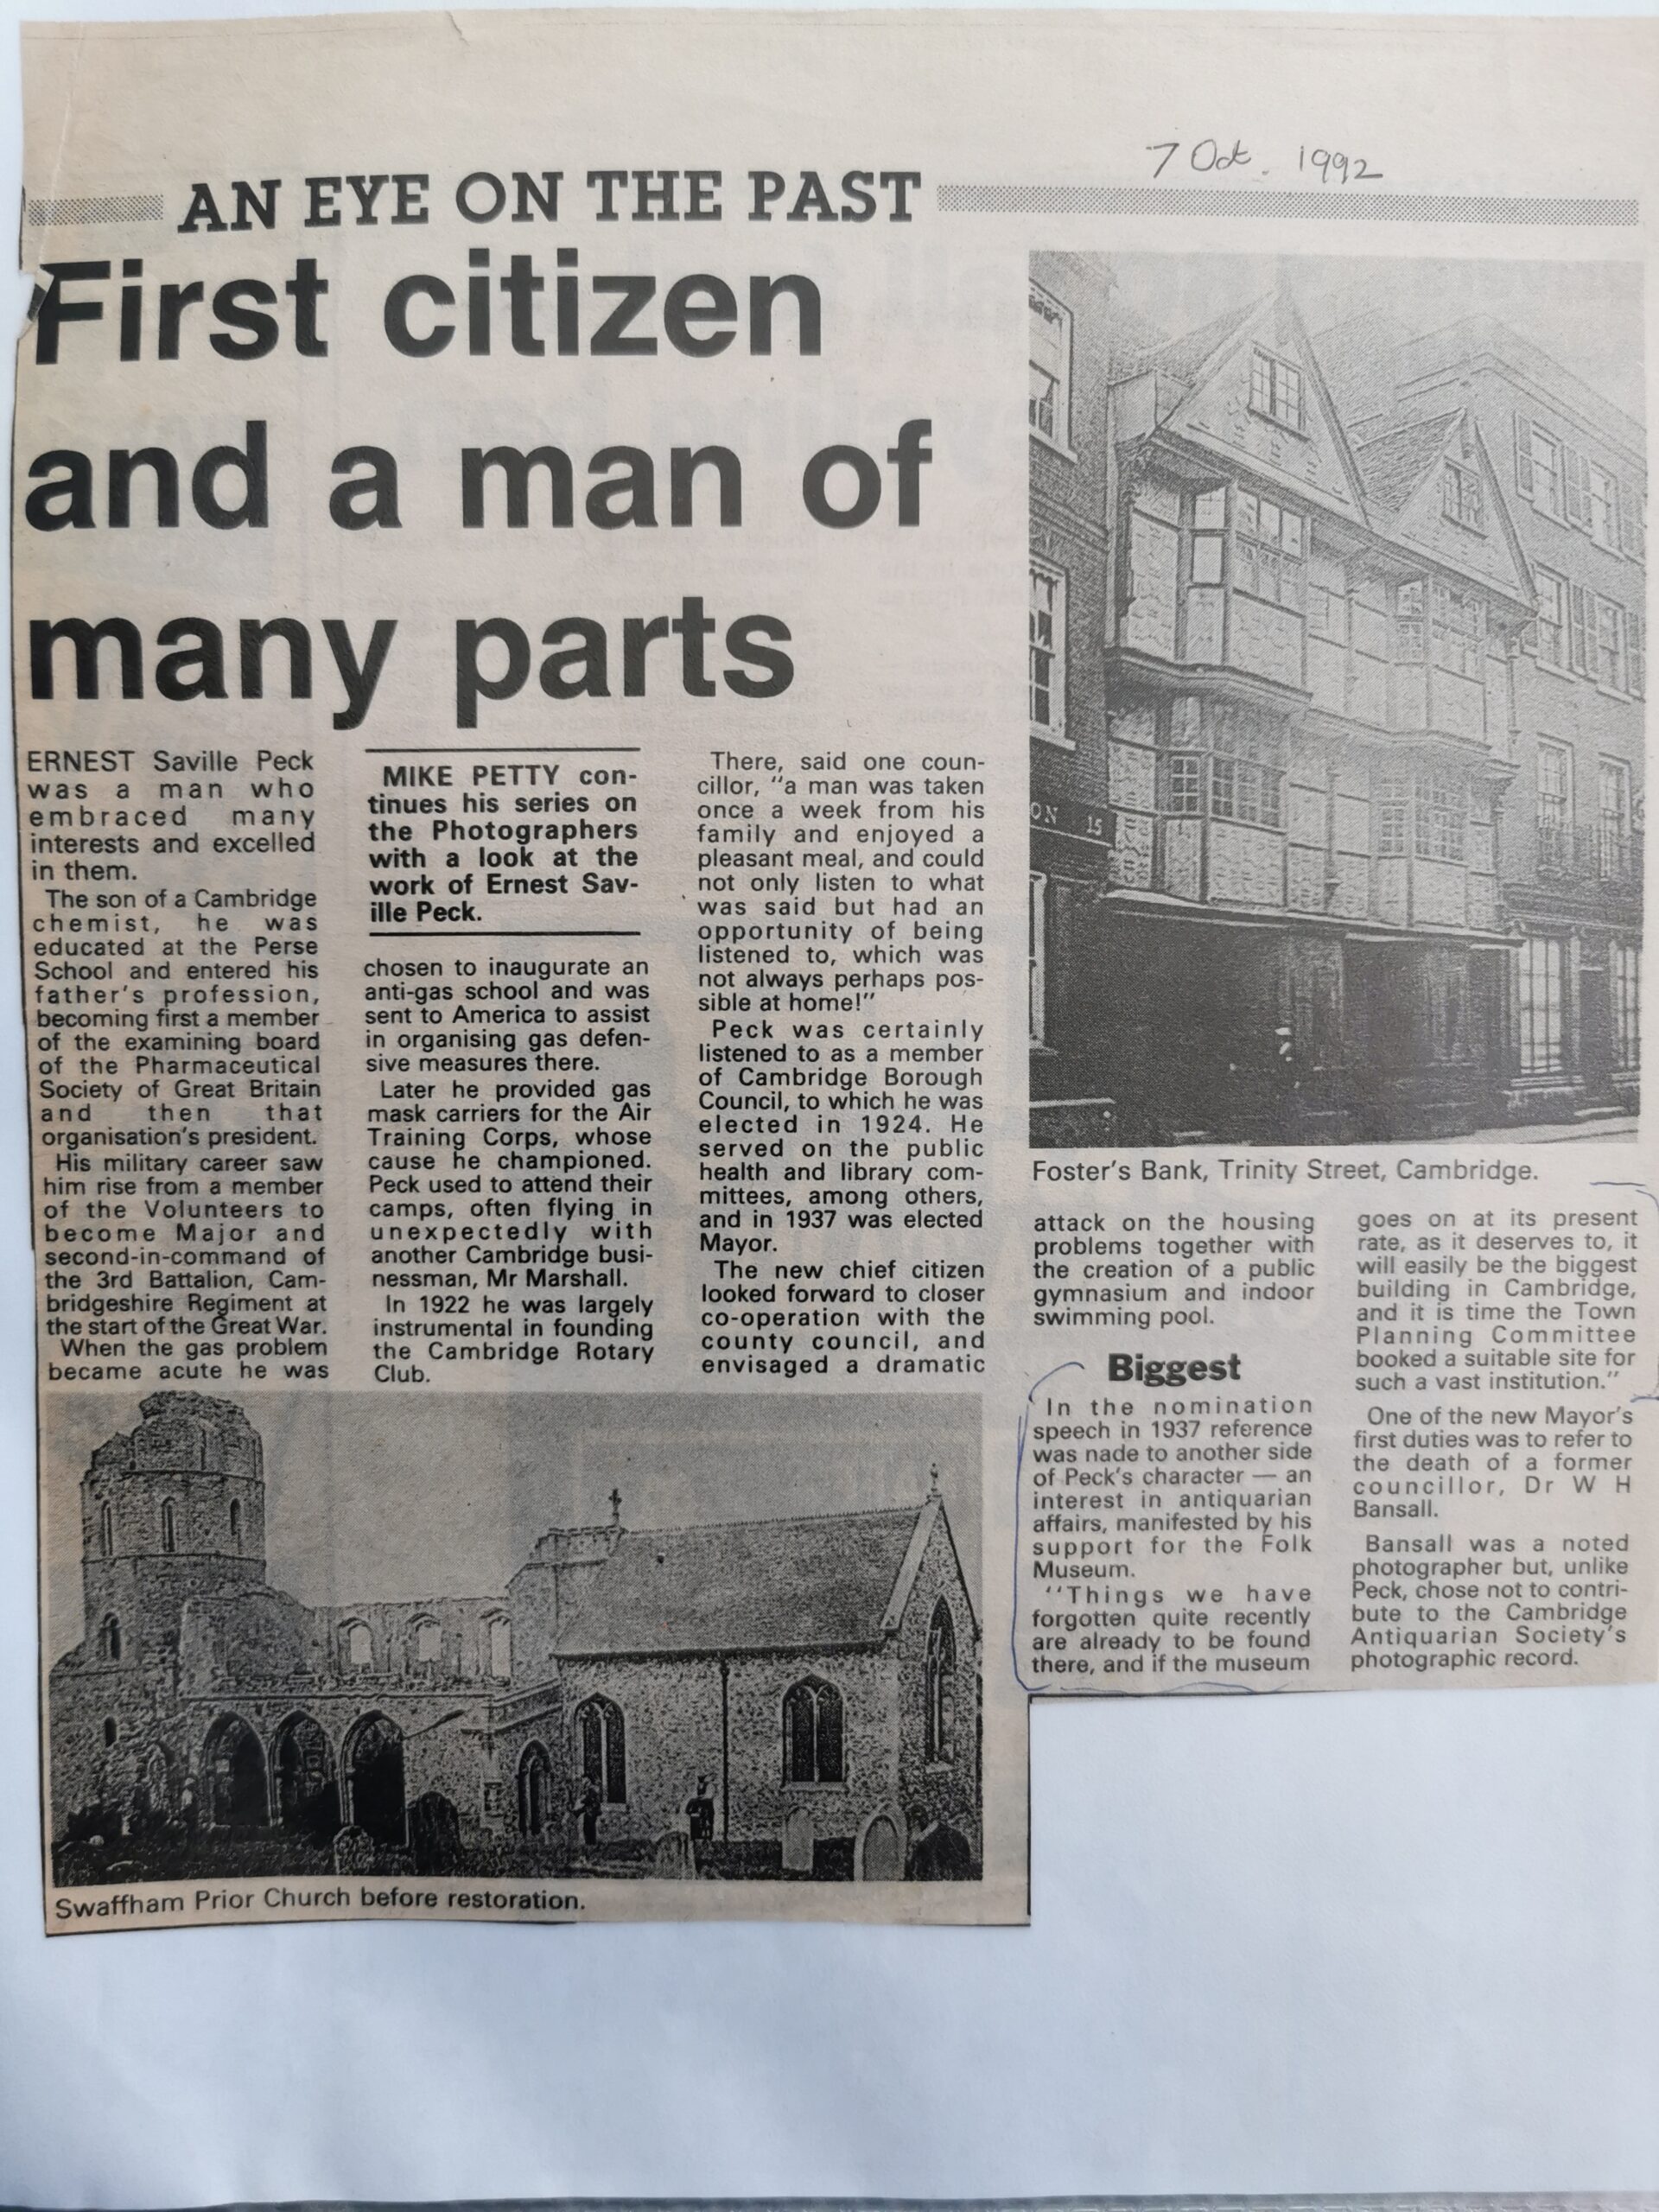 7 Oct. 1992
AN EYE ON THE PAST
First citizen
and a man of
many parts
ERNEST Saville Peck
was a man who
embraced many
interests and excelled
in them.
The son of a Cambridge
chemist, he was
educated at the Perse
School and entered his
father's profession,
becoming first a member
of the examining board
of the Pharmaceutical
Society of Great Britain
and then that
organisation's president.
His military career saw
him rise from a member
of the Volunteers to
become Major and
second-in-command of
the 3rd Battalion, Cam-
bridgeshire Regiment at
the start of the Great War.
When the gas problem
became acute he was
MIKE PETTY con-
tinues his series on
the Photographers
with a look at the
work of Ernest Sav-
ille Peck.
chosen to inaugurate an
anti-gas school and was
sent to America to assist
in organising gas defen-
sive measures there.
Later he provided gas
mask carriers for the Air
Training Corps, whose
cause he championed.
Peck used to attend their
camps, often flying in
unexpectedly with
another Cambridge busi-
nessman, Mr Marshall.
In 1922 he was largely
instrumental in founding
the Cambridge Rotary
Club.
There, said one coun-
cillor, "a man was taken
once a week from his
family and enjoyed a
pleasant meal, and could
not only listen to what
was said but had an
opportunity of being
listened to, which was
not always perhaps pos-
sible at home!"
Peck was certainly
listened to as a member
of Cambridge Borough
Council, to which he was
elected in 1924. He
served on the public
health and library com-
mittees, among others,
and in 1937 was elected
Mayor.
The new chief citizen
looked forward to closer
co-operation with the
county council, and
envisaged a dramatic
ON 15
Foster's Bank, Trinity Street, Cambridge.
attack on the housing
problems together with
the creation of a public
gymnasium and indoor
swimming pool.
Biggest
In the nomination
speech in 1937 reference
was nade to another side
of Peck's character — an
interest in antiquarian
affairs, manifested by his
support for the Folk
Museum.
"Things we have
forgotten quite recently
are already to be found
there, and if the museum
goes on at its present
rate, as it deserves to, it
will easily be the biggest
building in Cambridge,
and it is time the Town
Planning Committee
booked a suitable site for
such a vast institution."
One of the new Mayor's
first duties was to refer to
the death of a former
councillor, Dr W H
Bansall.
Bansall was a noted
photographer but, unlike
Peck, chose not to contri-
bute to the Cambridge
Antiquarian Society's
photographic record.
Swaffham Prior Church before restoration.